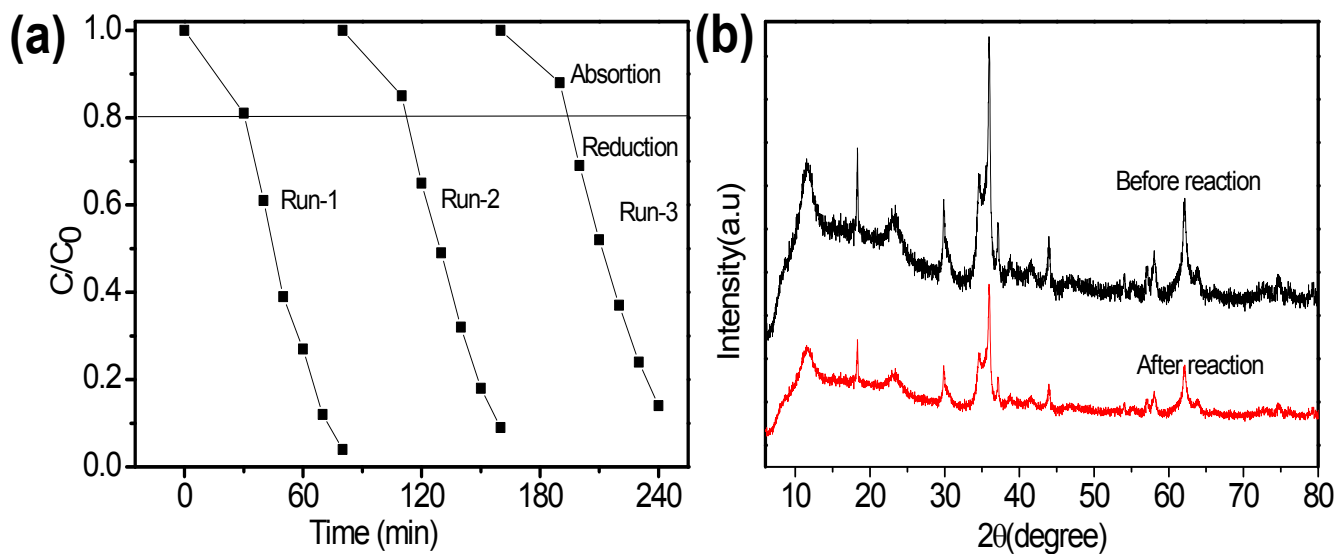 (a)
1.0
0.8
0.6
0.4
0.2
0.0
C/C0
Absortion
Reduction
Run-1
Run-2
Run-3
0 60 120 180 240
Time (min)
(b)
Intensity(a.u)
Before reaction
After reaction
10 20 30 40 50 60 70 80
2θ(degree)